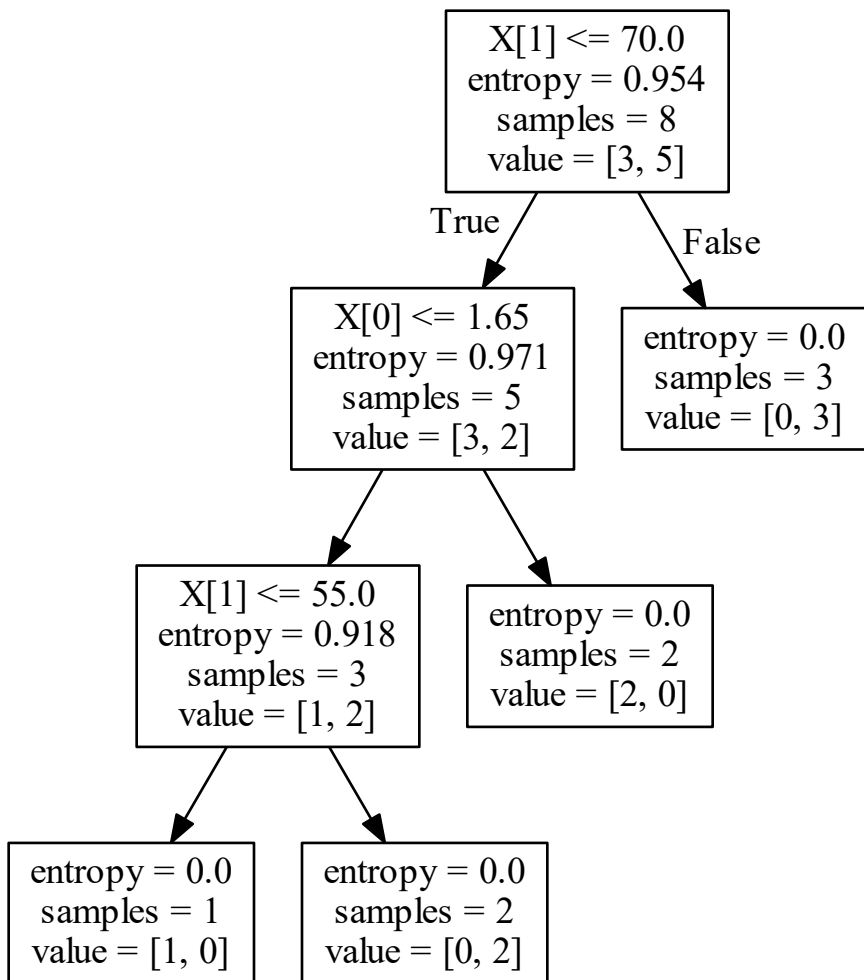 X[1] <= 70.0
entropy = 0.954
samples = 8
value = [3, 5]
True
False
X[0] <= 1.65
entropy = 0.971
samples = 5
value = [3, 2]
entropy = 0.0
samples = 3
value = [0, 3]
X[1] <= 55.0
entropy = 0.918
samples = 3
value = [1, 2]
entropy = 0.0
samples = 2
value = [2, 0]
entropy = 0.0
samples = 1
value = [1, 0]
entropy = 0.0
samples = 2
value = [0, 2]